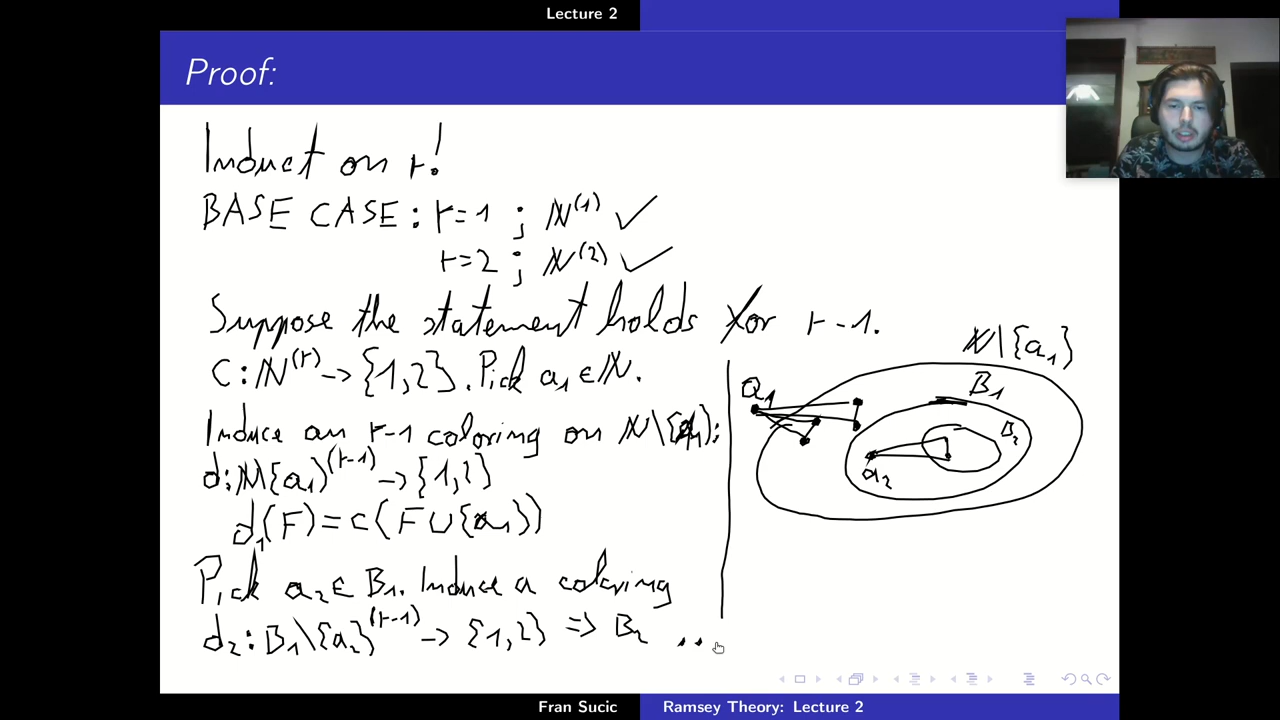 Lecture 2
Proof:
Induct on r!
BASE CASE: r=1 ; ℕ⁽¹⁾ ✓
r=2 ; ℕ⁽²⁾ ✓
Suppose the statement holds for r-1.
C: ℕ⁽ʳ⁾ -> {1,2}. Pick a₁ ∈ ℕ.
Induce an r-1 coloring on ℕ\{a₁}:
d: ℕ\{a₁}⁽ʳ⁻¹⁾ -> {1,2}
d₁(F) = c(F ∪ {a₁})
Pick a₂ ∈ B₁. Induce a coloring
d₂: B₁\{a₂}⁽ʳ⁻¹⁾ -> {1,2} => B₂ ...
ℕ\{a₁}
a₁
B₁
B₂
a₂
Fran Sucic
Ramsey Theory: Lecture 2